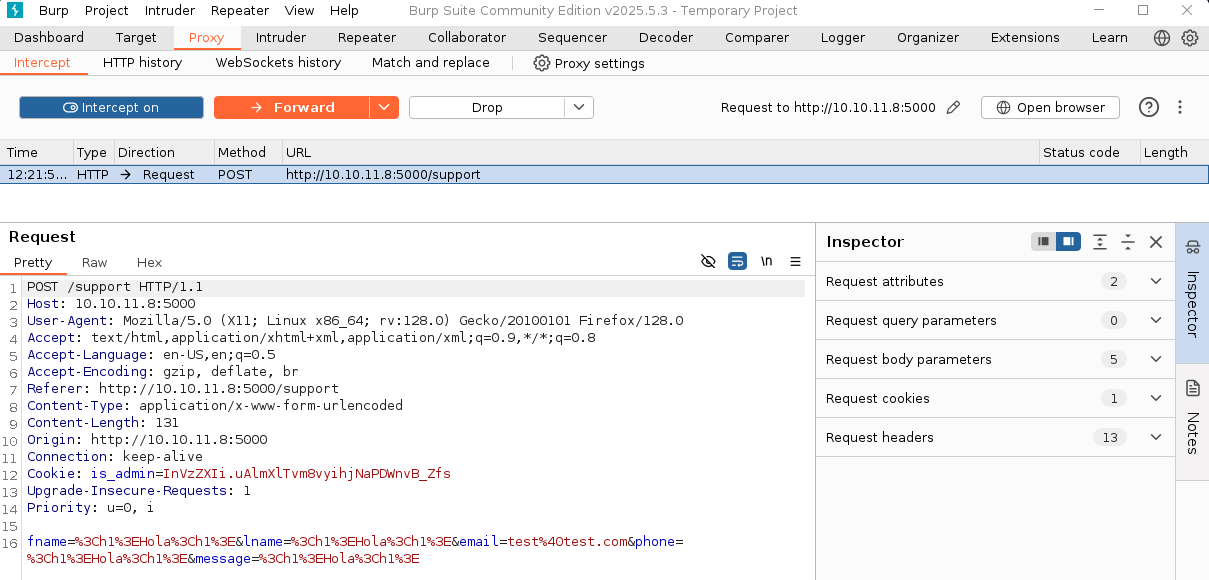 Burp Project Intruder Repeater View Help Burp Suite Community Edition v2025.5.3 - Temporary Project
Dashboard Target Proxy Intruder Repeater Collaborator Sequencer Decoder Comparer Logger Organizer Extensions Learn
Intercept HTTP history WebSockets history Match and replace Proxy settings
Intercept on Forward Drop Request to http://10.10.11.8:5000 Open browser
Time Type Direction Method URL Status code Length
12:21:5... HTTP → Request POST http://10.10.11.8:5000/support
Request
Pretty Raw Hex \n
1 POST /support HTTP/1.1
2 Host: 10.10.11.8:5000
3 User-Agent: Mozilla/5.0 (X11; Linux x86_64; rv:128.0) Gecko/20100101 Firefox/128.0
4 Accept: text/html,application/xhtml+xml,application/xml;q=0.9,*/*;q=0.8
5 Accept-Language: en-US,en;q=0.5
6 Accept-Encoding: gzip, deflate, br
7 Referer: http://10.10.11.8:5000/support
8 Content-Type: application/x-www-form-urlencoded
9 Content-Length: 131
10 Origin: http://10.10.11.8:5000
11 Connection: keep-alive
12 Cookie: is_admin=InVzZXIi.uAlmXlTvm8vyihjNaPDWnvB_Zfs
13 Upgrade-Insecure-Requests: 1
14 Priority: u=0, i
15
16 fname=%3Ch1%3EHola%3Ch1%3E&lname=%3Ch1%3EHola%3Ch1%3E&email=test%40test.com&phone=
%3Ch1%3EHola%3Ch1%3E&message=%3Ch1%3EHola%3Ch1%3E
Inspector
Request attributes 2
Request query parameters 0
Request body parameters 5
Request cookies 1
Request headers 13
Inspector
Notes